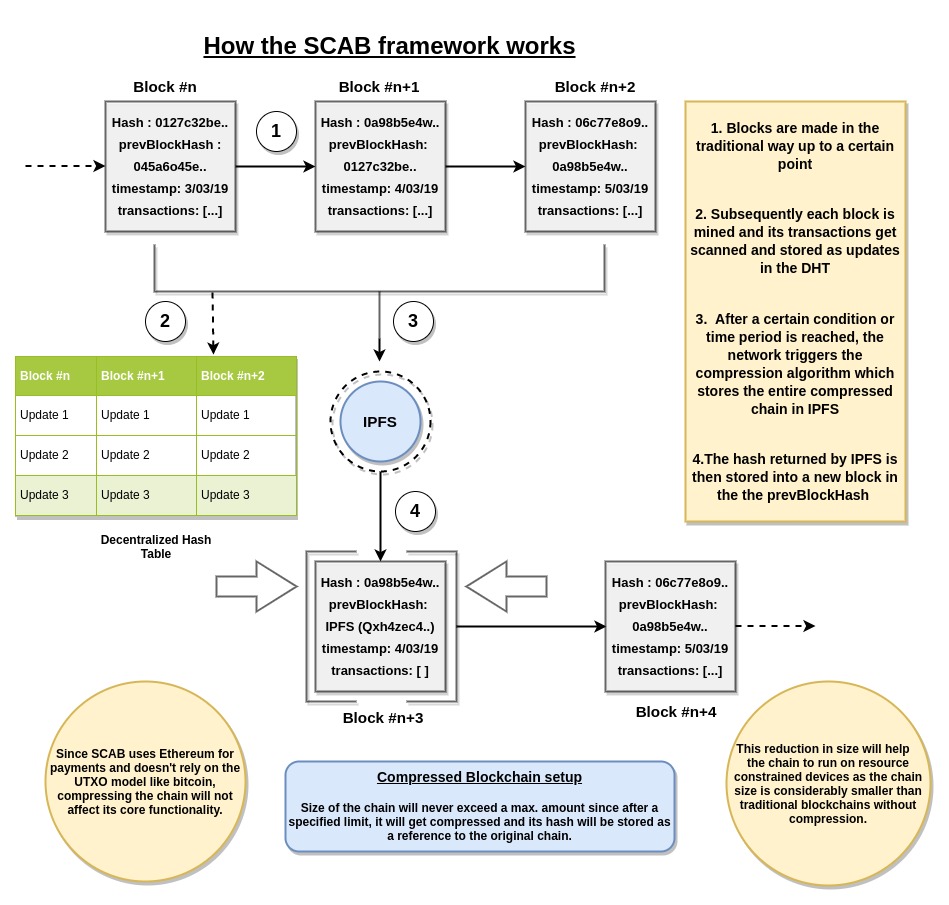 How the SCAB framework works
Block #n
Block #n+1
Block #n+2
Hash : 0127c32be..
prevBlockHash :
045a6o45e..
timestamp: 3/03/19
transactions: [...]
1
Hash : 0a98b5e4w..
prevBlockHash:
0127c32be..
timestamp: 4/03/19
transactions: [...]
Hash : 06c77e8o9..
prevBlockHash:
0a98b5e4w..
timestamp: 5/03/19
transactions: [...]
1. Blocks are made in the
traditional way up to a certain
point
2. Subsequently each block is
mined and its transactions get
scanned and stored as updates
in the DHT
3.  After a certain condition or
time period is reached, the
network triggers the
compression algorithm which
stores the entire compressed
chain in IPFS
4.The hash returned by IPFS is
then stored into a new block in
the the prevBlockHash
2
3
Block #n Block #n+1 Block #n+2
Update 1 Update 1 Update 1
Update 2 Update 2 Update 2
Update 3 Update 3 Update 3
Decentralized Hash
Table
IPFS
4
Hash : 0a98b5e4w..
prevBlockHash:
IPFS (Qxh4zec4..)
timestamp: 4/03/19
transactions: [ ]
Block #n+3
Hash : 06c77e8o9..
prevBlockHash:
0a98b5e4w..
timestamp: 5/03/19
transactions: [...]
Block #n+4
Since SCAB uses Ethereum for
payments and doesn't rely on the
UTXO model like bitcoin,
compressing the chain will not
affect its core functionality.
Compressed Blockchain setup
Size of the chain will never exceed a max. amount since after a
specified limit, it will get compressed and its hash will be stored as
a reference to the original chain.
This reduction in size will help
the chain to run on resource
constrained devices as the chain
size is considerably smaller than
traditional blockchains without
compression.